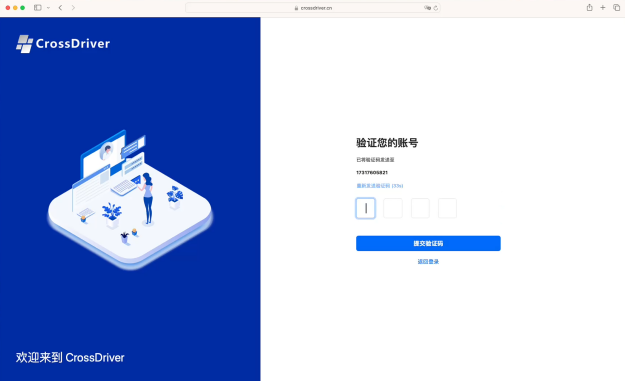 crossdriver.cn
CrossDriver
验证您的账号
已将验证码发送至
17317605821
重新发送验证码 (55s)
提交验证码
返回登录
欢迎来到 CrossDriver